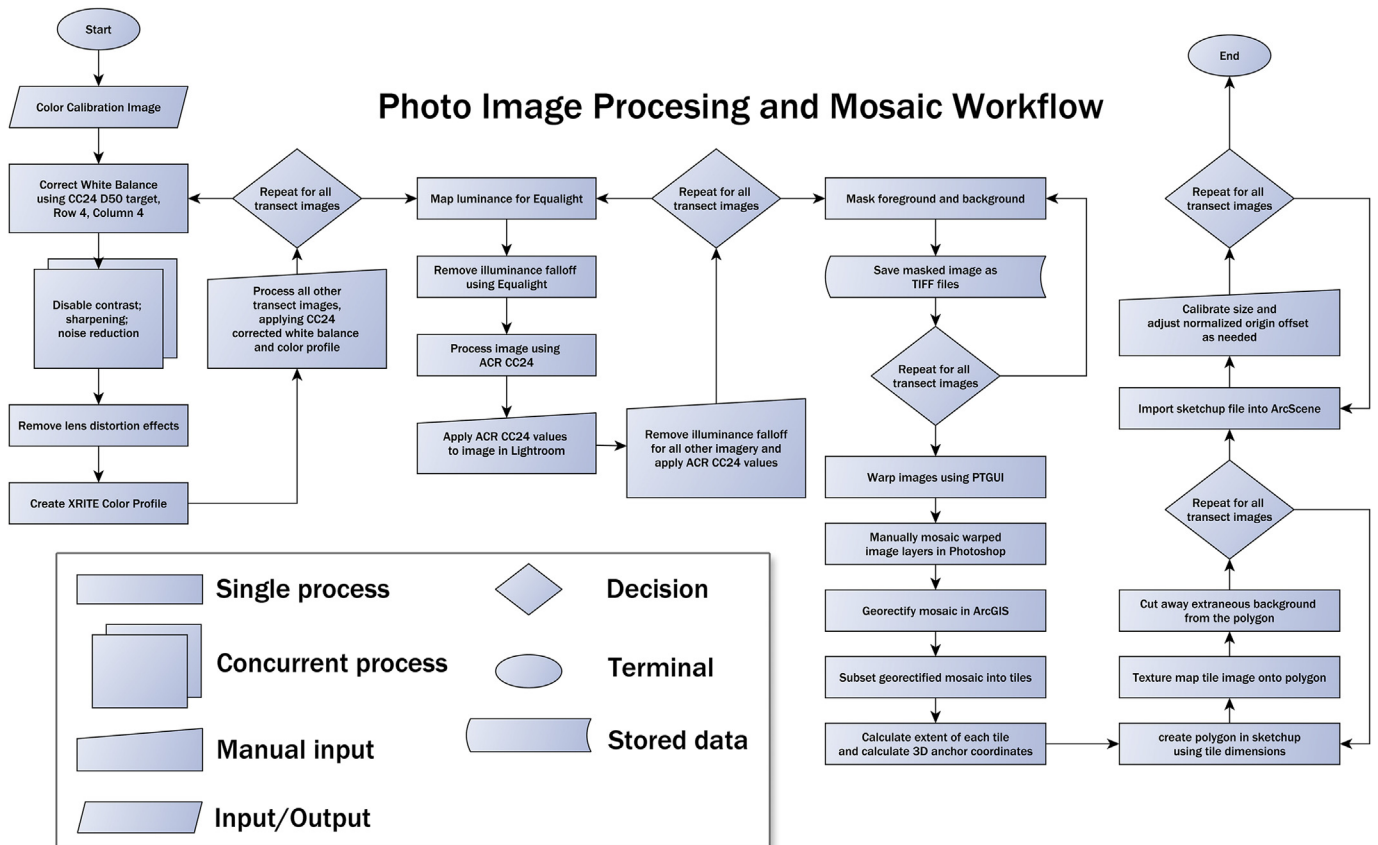 Start
Color Calibration Image
Photo Image Procesing and Mosaic Workflow
Correct White Balance
using CC24 D50 target,
Row 4, Column 4
Disable contrast;
sharpening;
noise reduction
Remove lens distortion effects
Create XRITE Color Profile
Process all other
transect images,
applying CC24
corrected white balance
and color profile
Repeat for all
transect images
Map luminance for Equalight
Remove illuminance falloff
using Equalight
Process image using
ACR CC24
Apply ACR CC24 values
to image in Lightroom
Remove illuminance falloff
for all other imagery and
apply ACR CC24 values
Repeat for all
transect images
Mask foreground and background
Save masked image as
TIFF files
Repeat for all
transect images
Warp images using PTGUI
Manually mosaic warped
image layers in Photoshop
Georectify mosaic in ArcGIS
Subset georectified mosaic into tiles
Calculate extent of each tile
and calculate 3D anchor coordinates
create polygon in sketchup
using tile dimensions
Texture map tile image onto polygon
Cut away extraneous background
from the polygon
Repeat for all
transect images
Import sketchup file into ArcScene
Calibrate size and
adjust normalized origin offset
as needed
Repeat for all
transect images
End
Single process
Concurrent process
Manual input
Input/Output
Decision
Terminal
Stored data